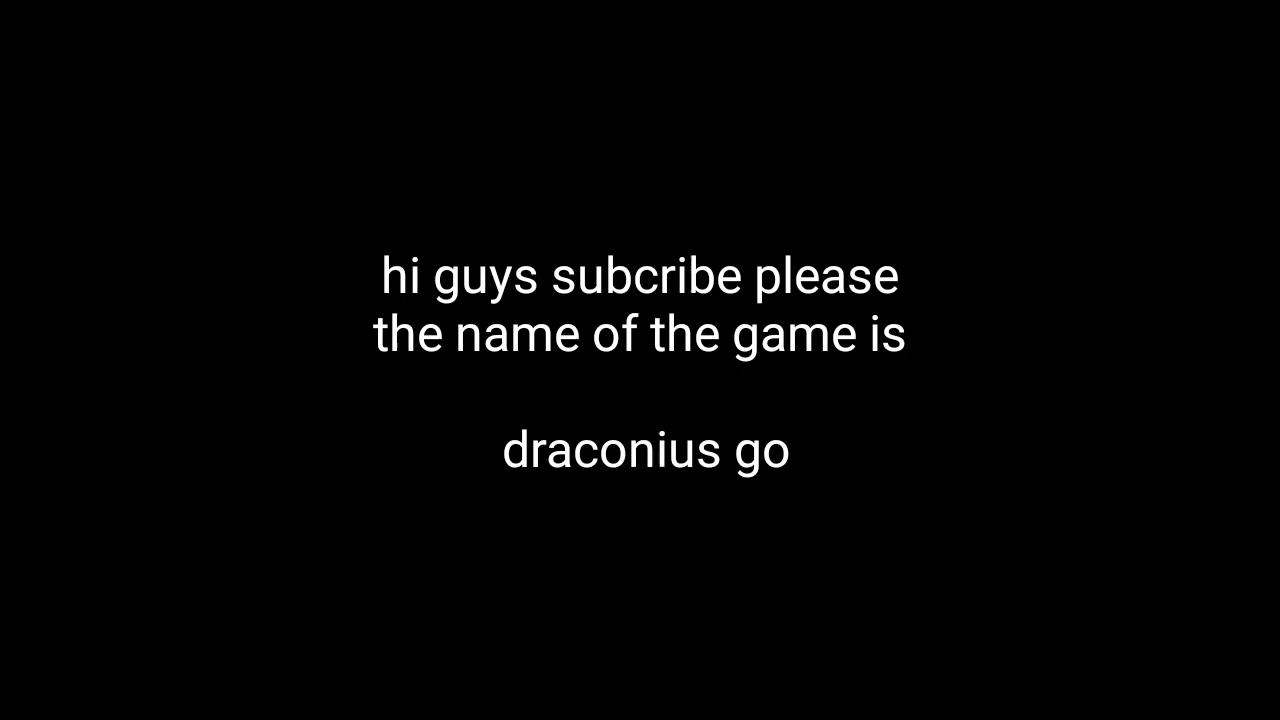 hi guys subcribe please
the name of the game is
draconius go